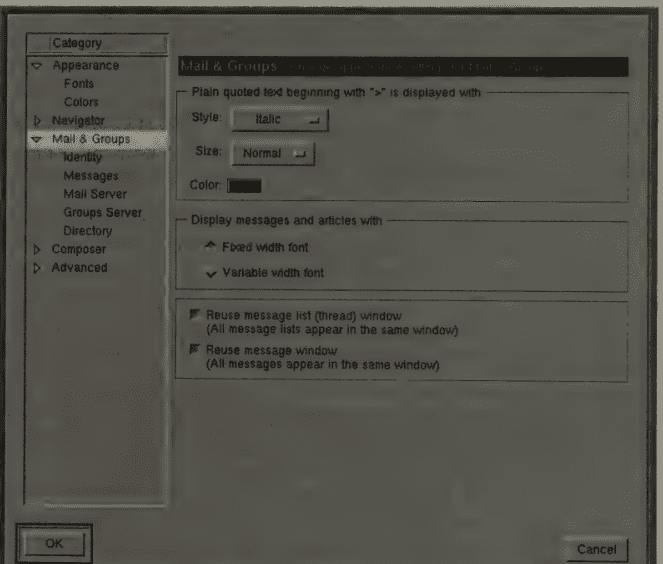 Category
Appearance
Fonts
Colors
Navigator
Mail & Groups
Identity
Messages
Mail Server
Groups Server
Directory
Composer
Advanced
Mail & Groups
Plain quoted text beginning with ">" is displayed with
Style: Italic
Size: Normal
Color:
Display messages and articles with
Fixed width font
Variable width font
Reuse message list (thread) window
(All message lists appear in the same window)
Reuse message window
(All messages appear in the same window)
OK
Cancel